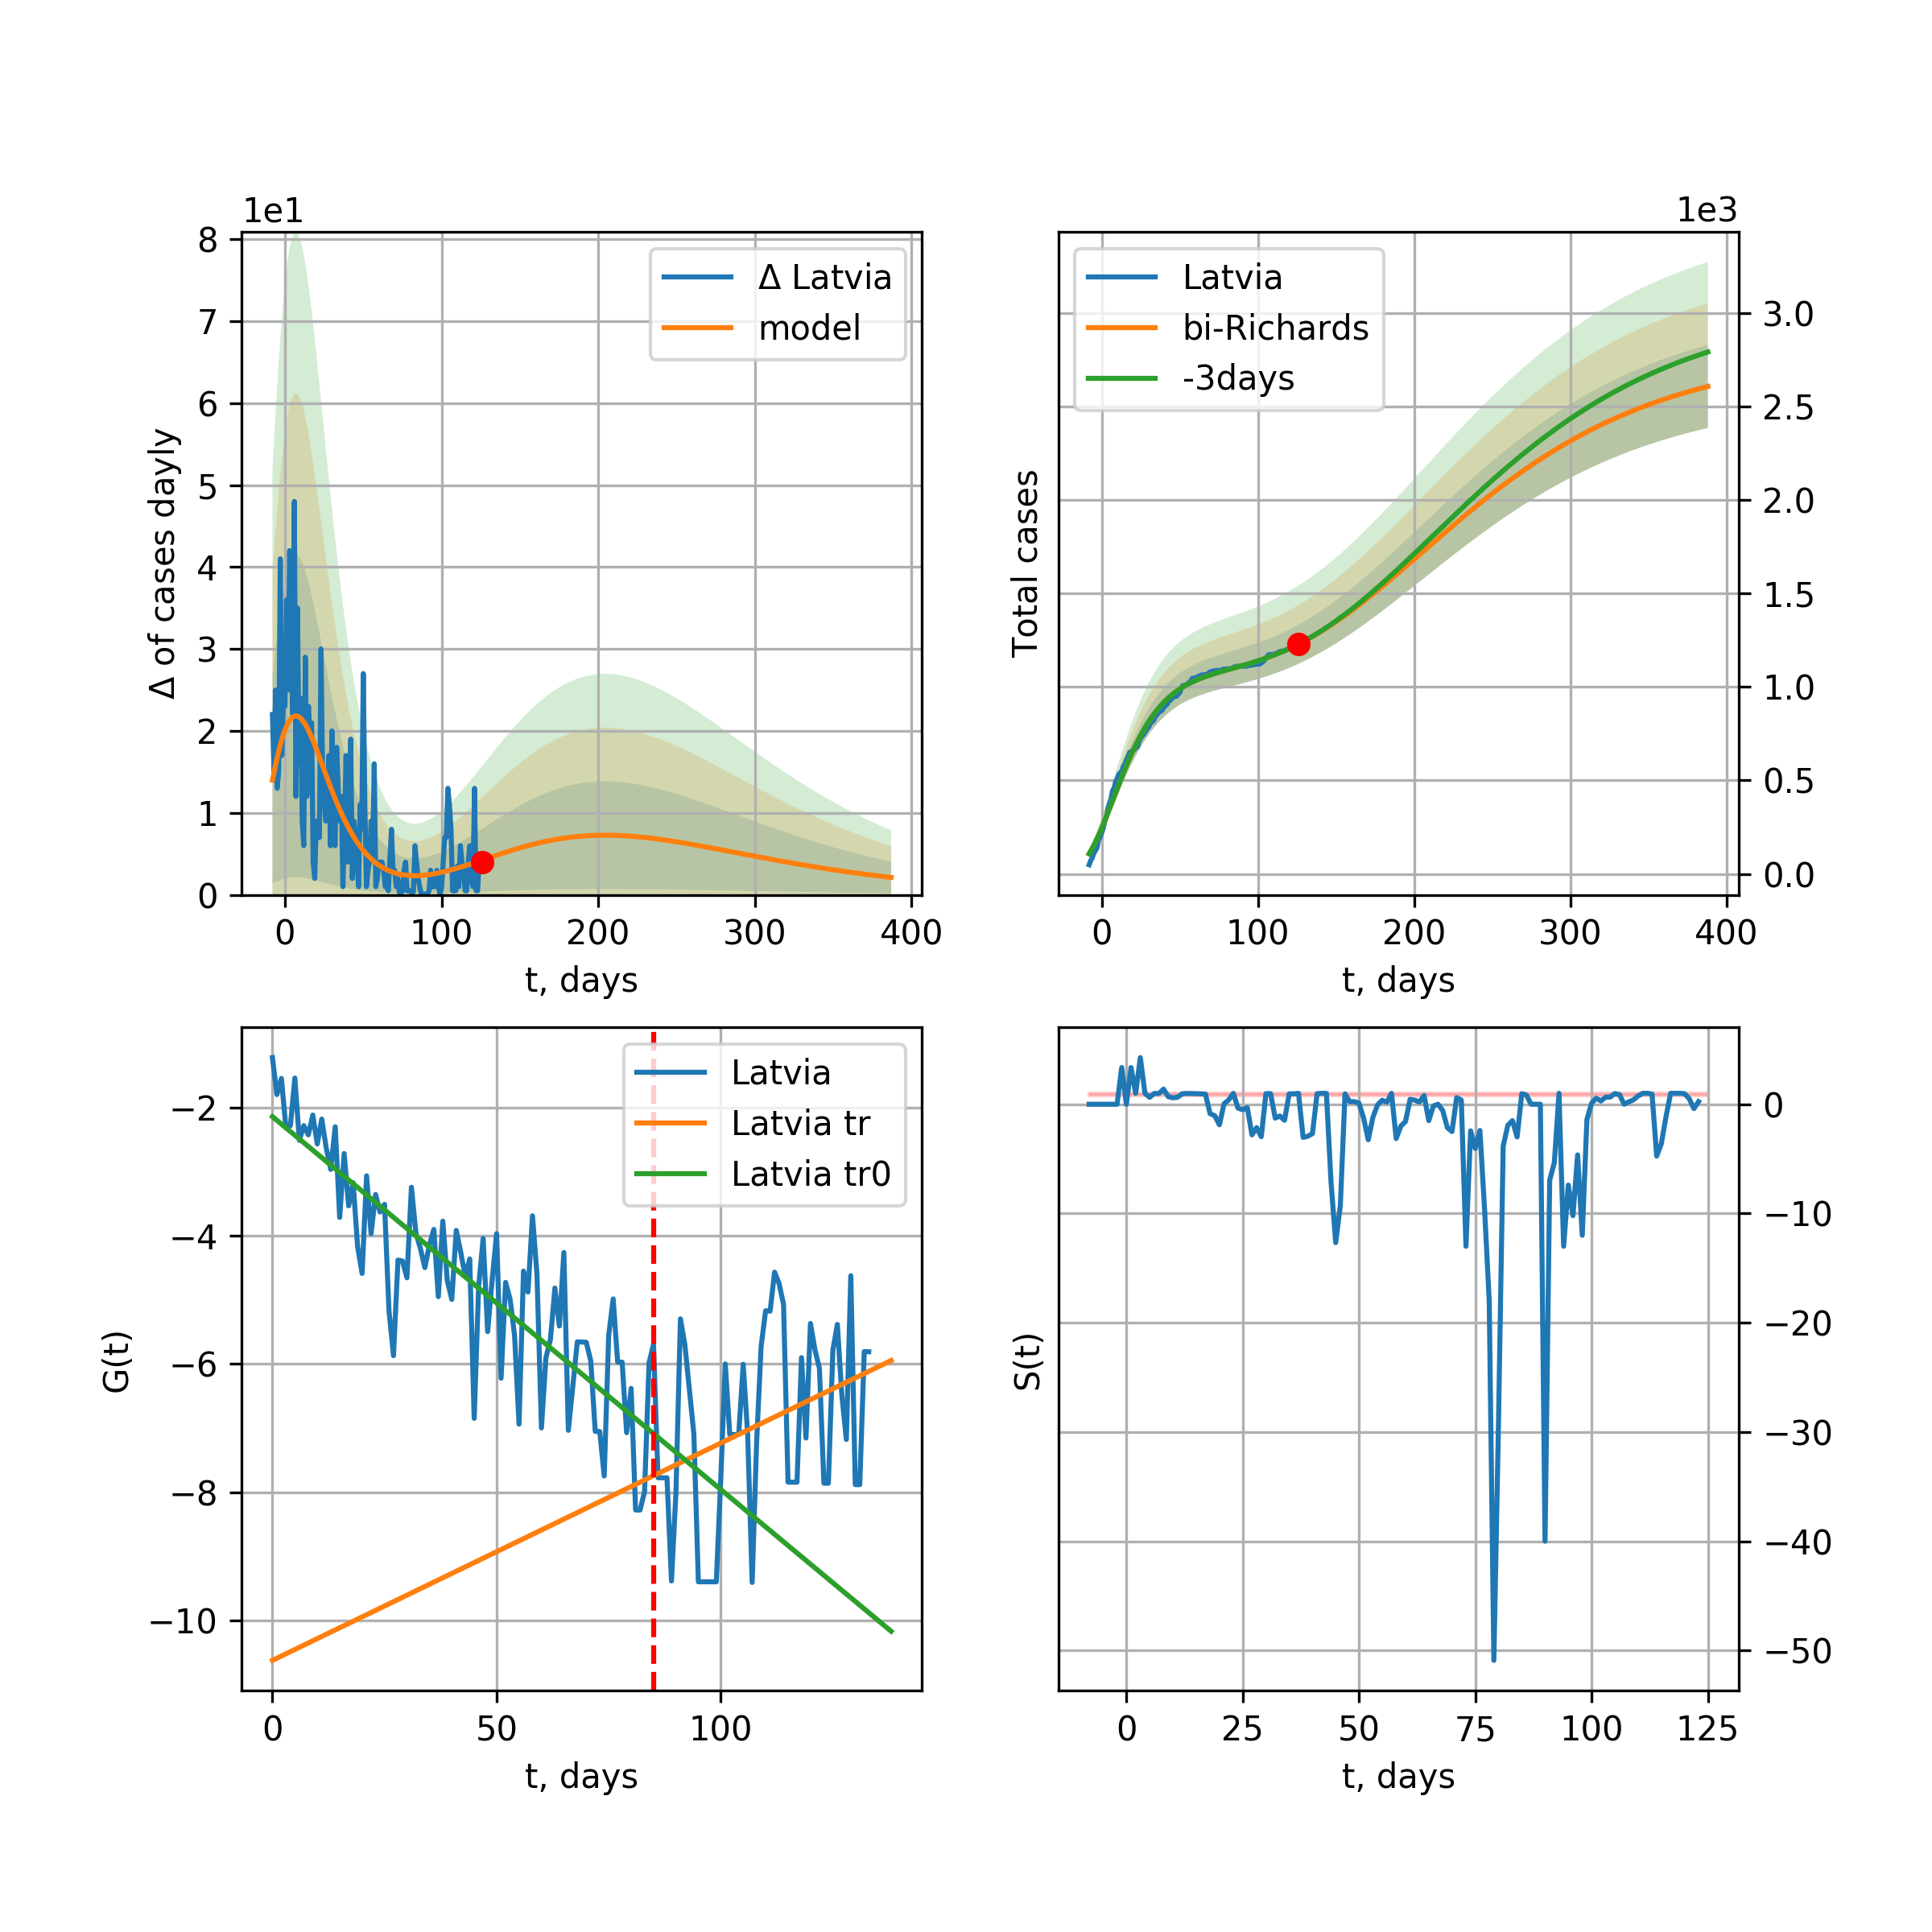 1e1
8
7
6
5
4
3
2
1
0
Δ of cases dayly
Δ Latvia
model
0 100 200 300 400
t, days
1e3
Latvia
bi-Richards
-3days
Total cases
3.0
2.5
2.0
1.5
1.0
0.5
0.0
0 100 200 300 400
t, days
−2
−4
−6
−8
−10
G(t)
Latvia
Latvia tr
Latvia tr0
0 50 100
t, days
S(t)
0
−10
−20
−30
−40
−50
0 25 50 75 100 125
t, days